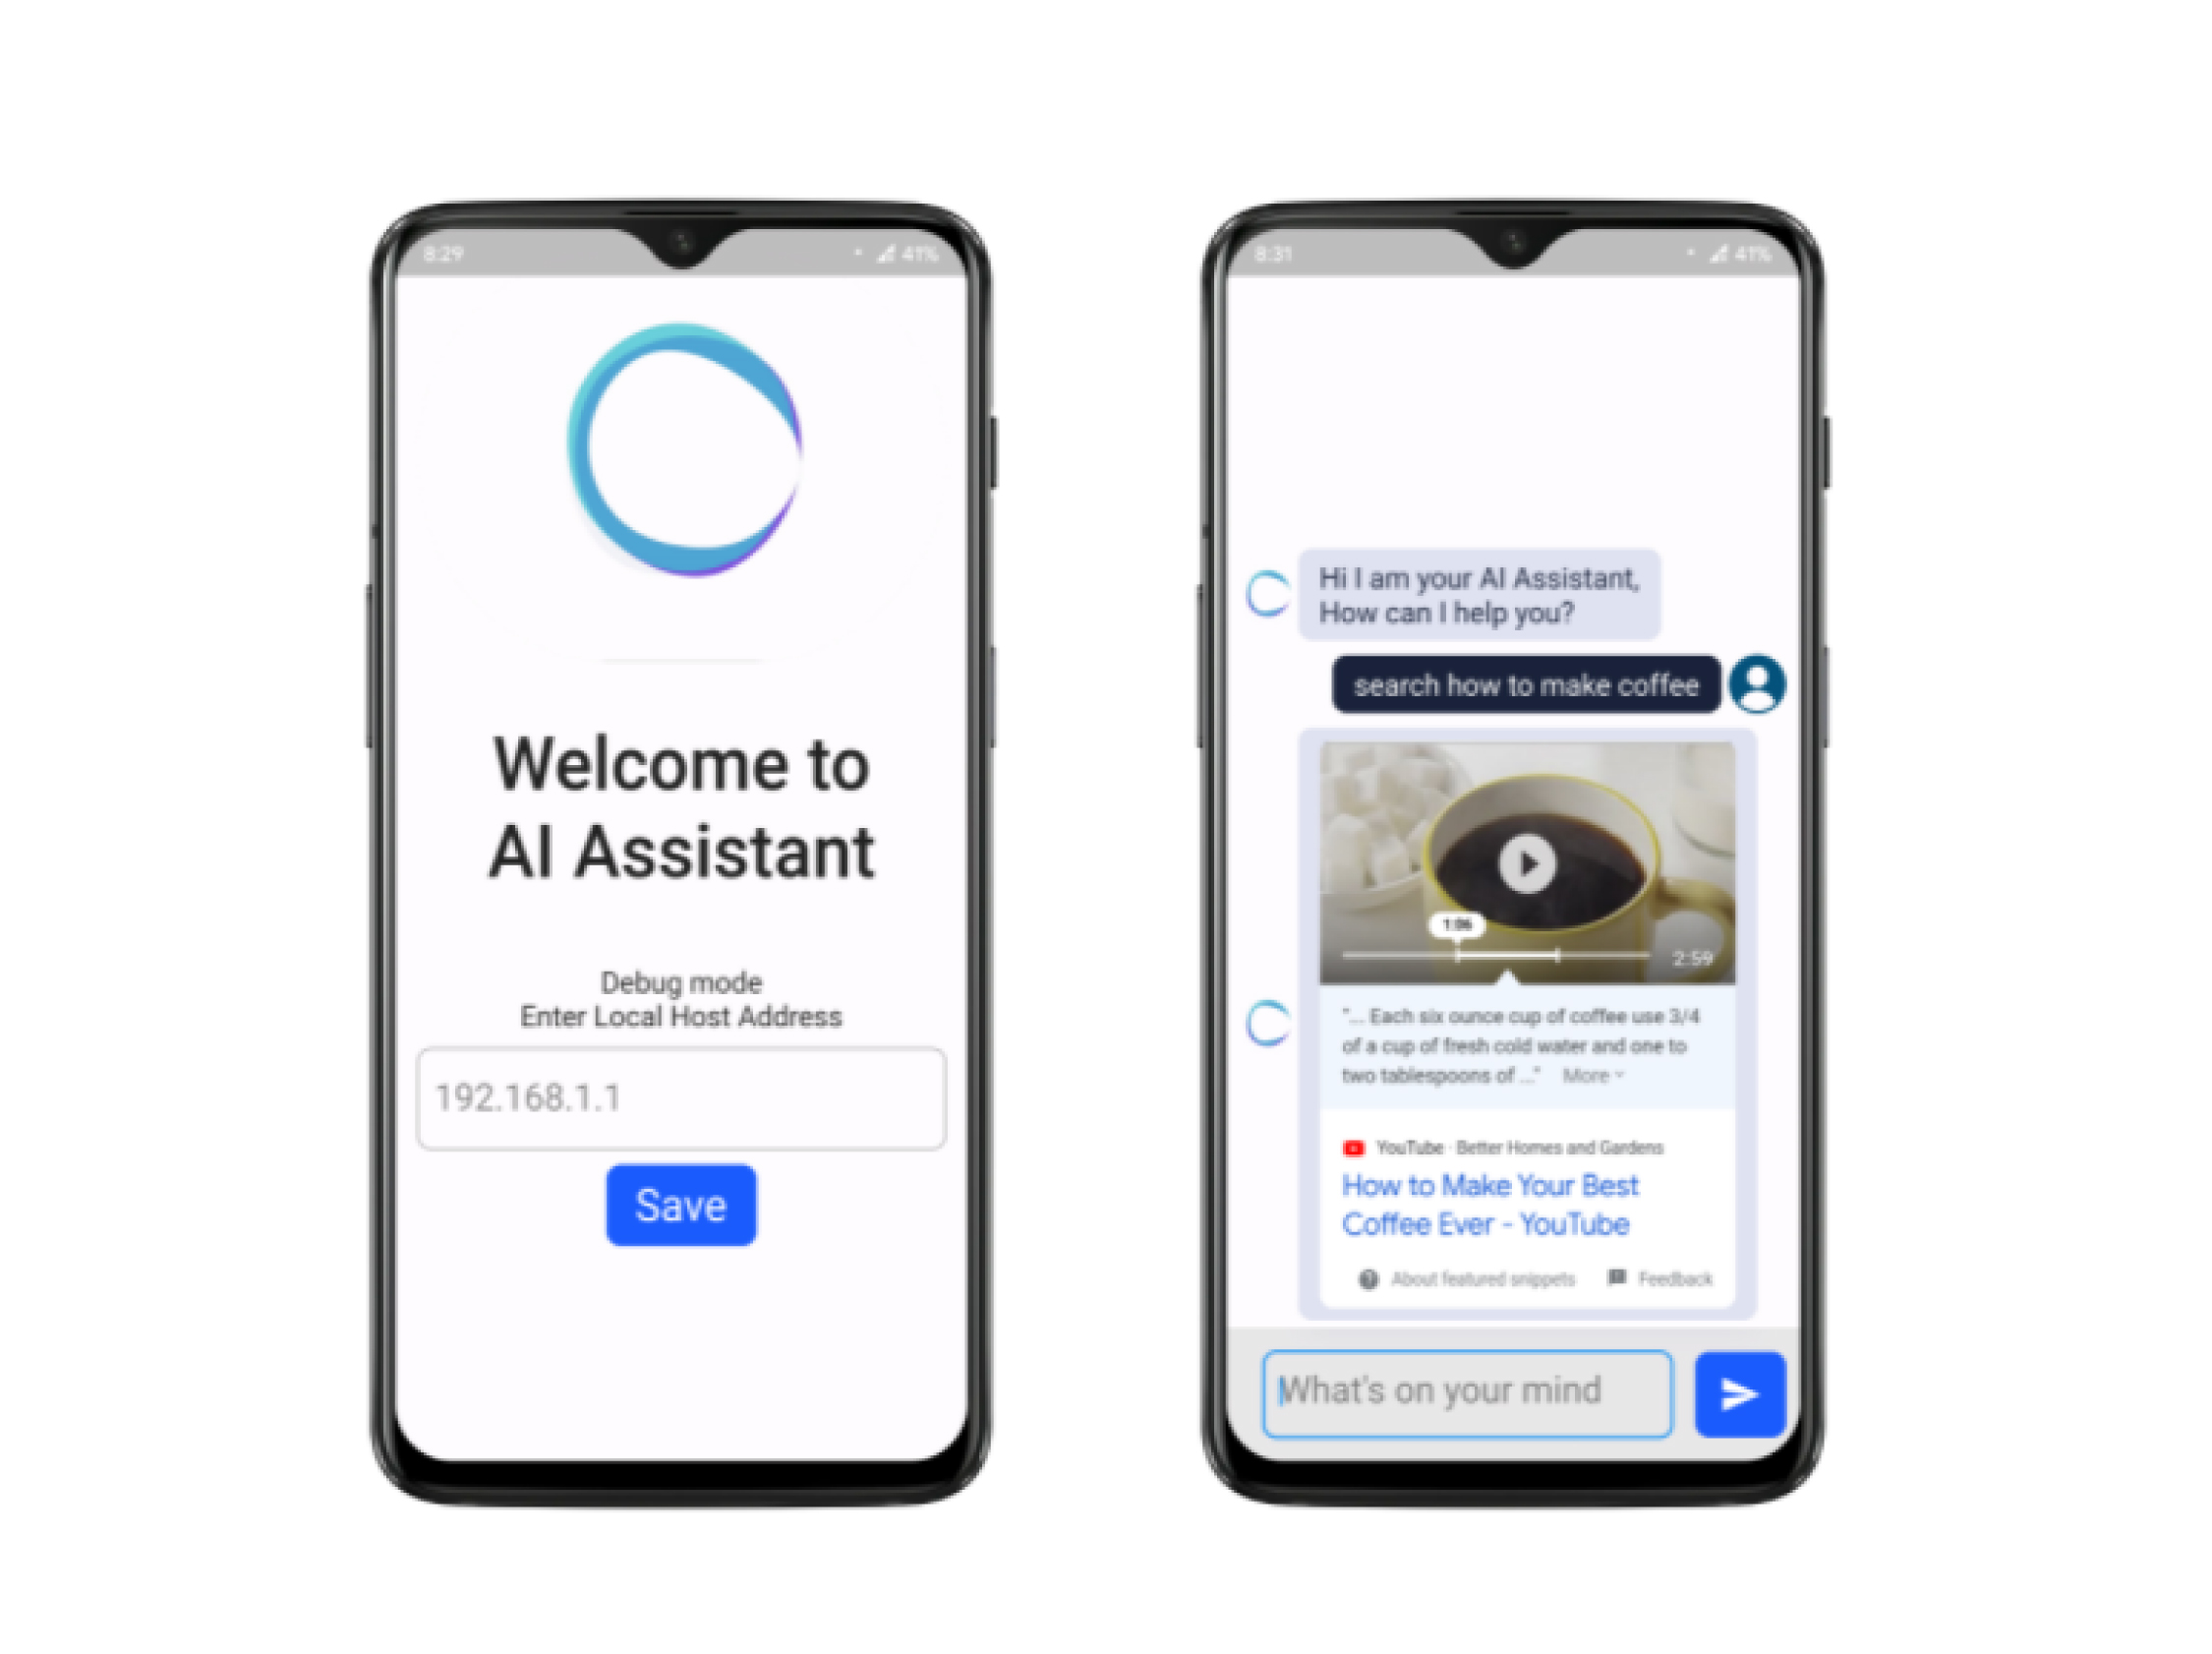 8:29
41%
Welcome to
AI Assistant
Debug mode
Enter Local Host Address
192.168.1.1
Save
8:31
41%
Hi I am your AI Assistant,
How can I help you?
search how to make coffee
1:06
2:59
"... Each six ounce cup of coffee use 3/4
of a cup of fresh cold water and one to
two tablespoons of ..." More
YouTube · Better Homes and Gardens
How to Make Your Best
Coffee Ever - YouTube
About featured snippets Feedback
What's on your mind